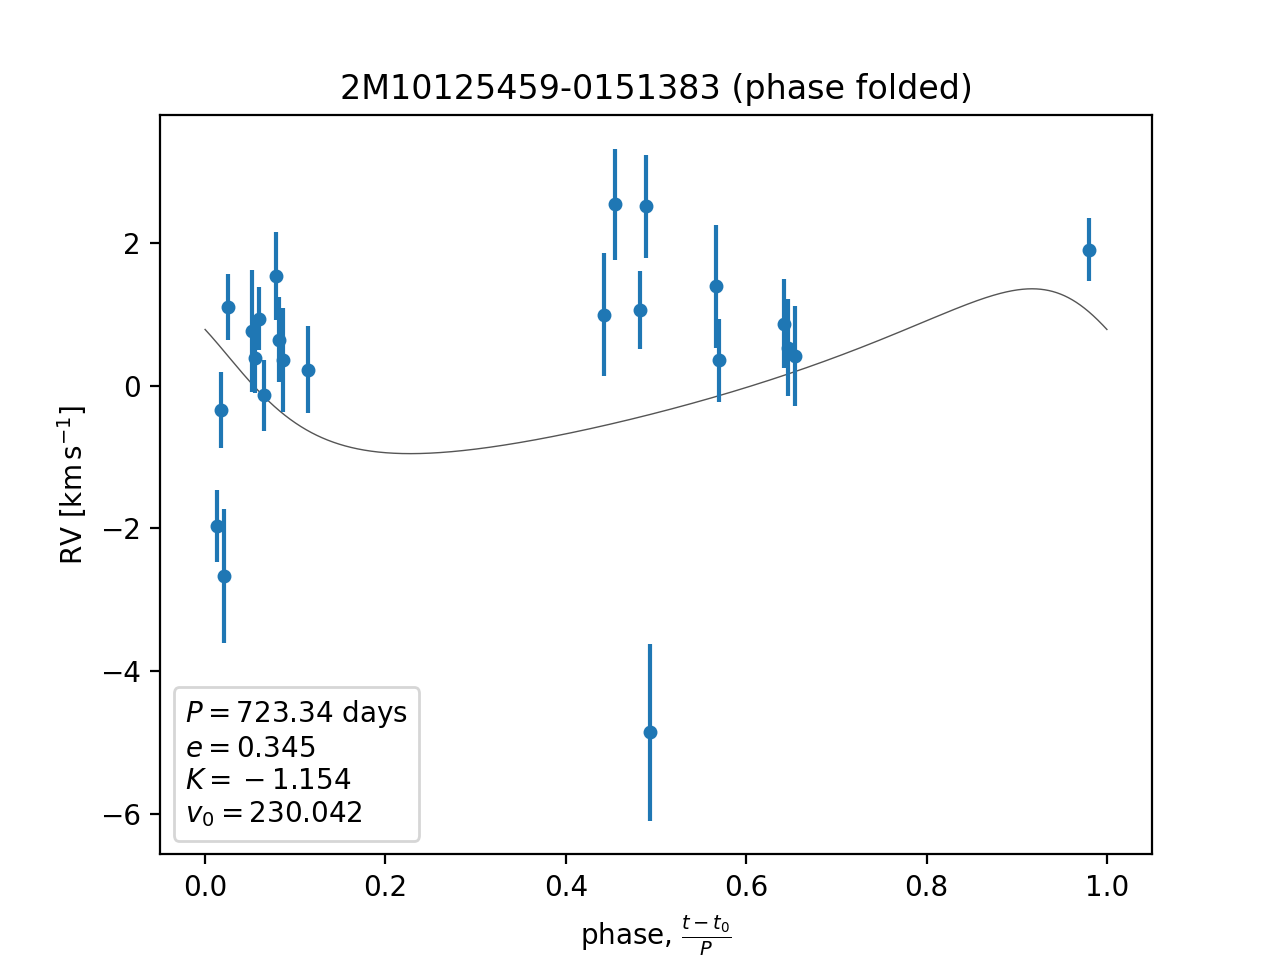 2M10125459-0151383 (phase folded)
RV [km s⁻¹]
2
0
−2
−4
−6
P = 723.34 days
e = 0.345
K = −1.154
v₀ = 230.042
0.0 0.2 0.4 0.6 0.8 1.0
phase, (t − t₀)/P